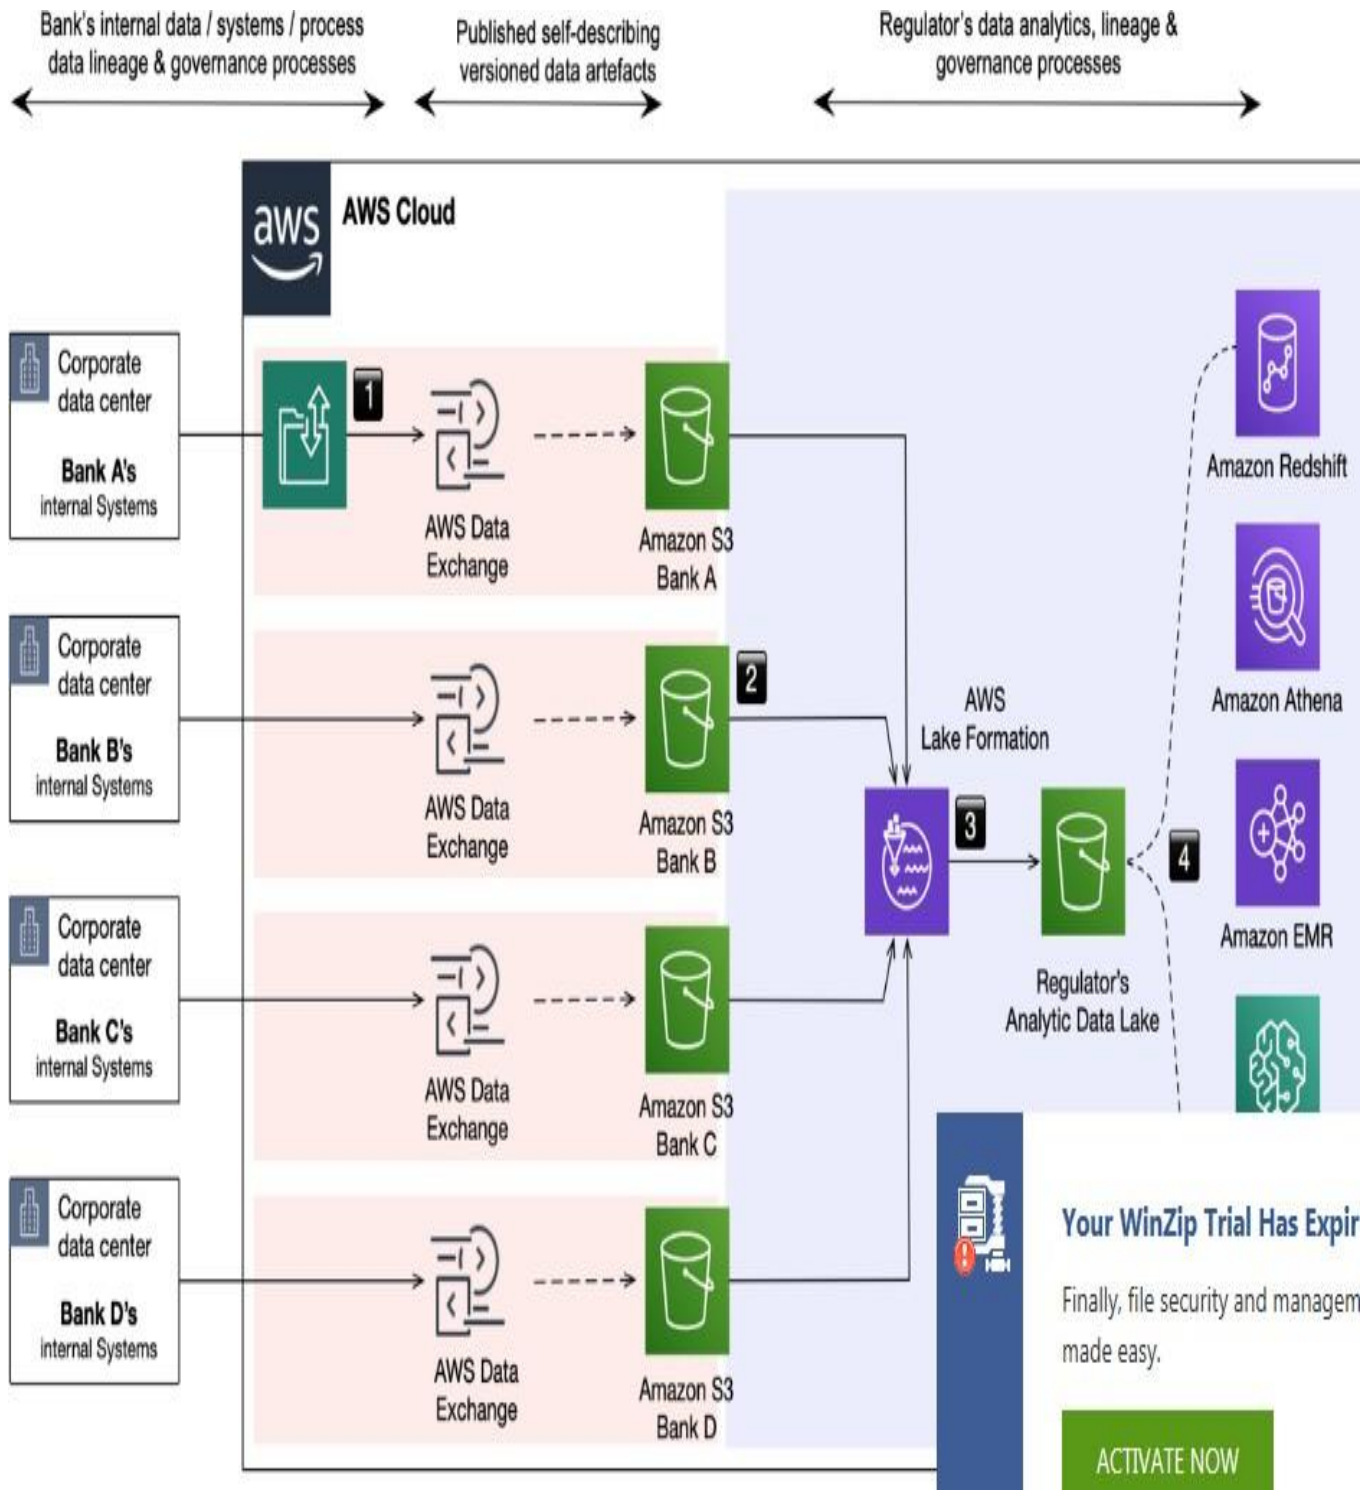 Bank's internal data / systems / process
data lineage & governance processes
Published self-describing
versioned data artefacts
Regulator's data analytics, lineage &
governance processes
aws
AWS Cloud
Corporate
data center
Bank A's
internal Systems
1
AWS Data
Exchange
Amazon S3
Bank A
Amazon Redshift
Corporate
data center
Bank B's
internal Systems
AWS Data
Exchange
Amazon S3
Bank B
2
AWS
Lake Formation
3
Amazon Athena
4
Amazon EMR
Regulator's
Analytic Data Lake
Corporate
data center
Bank C's
internal Systems
AWS Data
Exchange
Amazon S3
Bank C
Corporate
data center
Bank D's
internal Systems
AWS Data
Exchange
Amazon S3
Bank D
Your WinZip Trial Has Expir
Finally, file security and managem
made easy.
ACTIVATE NOW